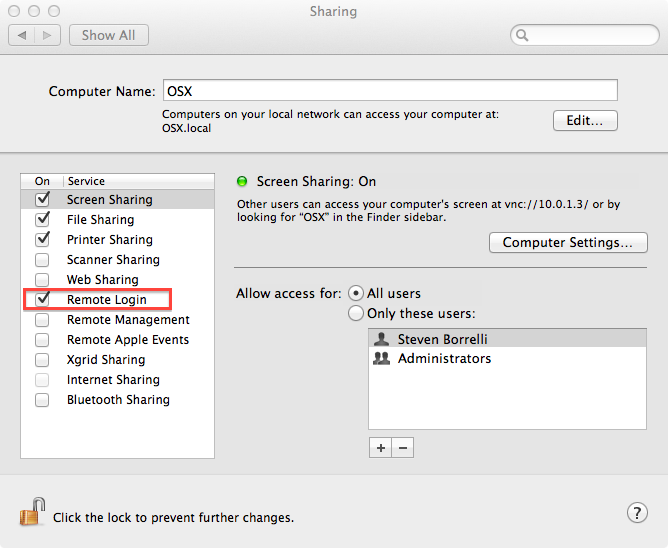 Sharing
Show All
Computer Name: OSX
Computers on your local network can access your computer at:
OSX.local
Edit...
On Service
Screen Sharing
File Sharing
Printer Sharing
Scanner Sharing
Web Sharing
Remote Login
Remote Management
Remote Apple Events
Xgrid Sharing
Internet Sharing
Bluetooth Sharing
Screen Sharing: On
Other users can access your computer's screen at vnc://10.0.1.3/ or by
looking for “OSX” in the Finder sidebar.
Computer Settings...
Allow access for: All users
Only these users:
Steven Borrelli
Administrators
+ −
Click the lock to prevent further changes.
?